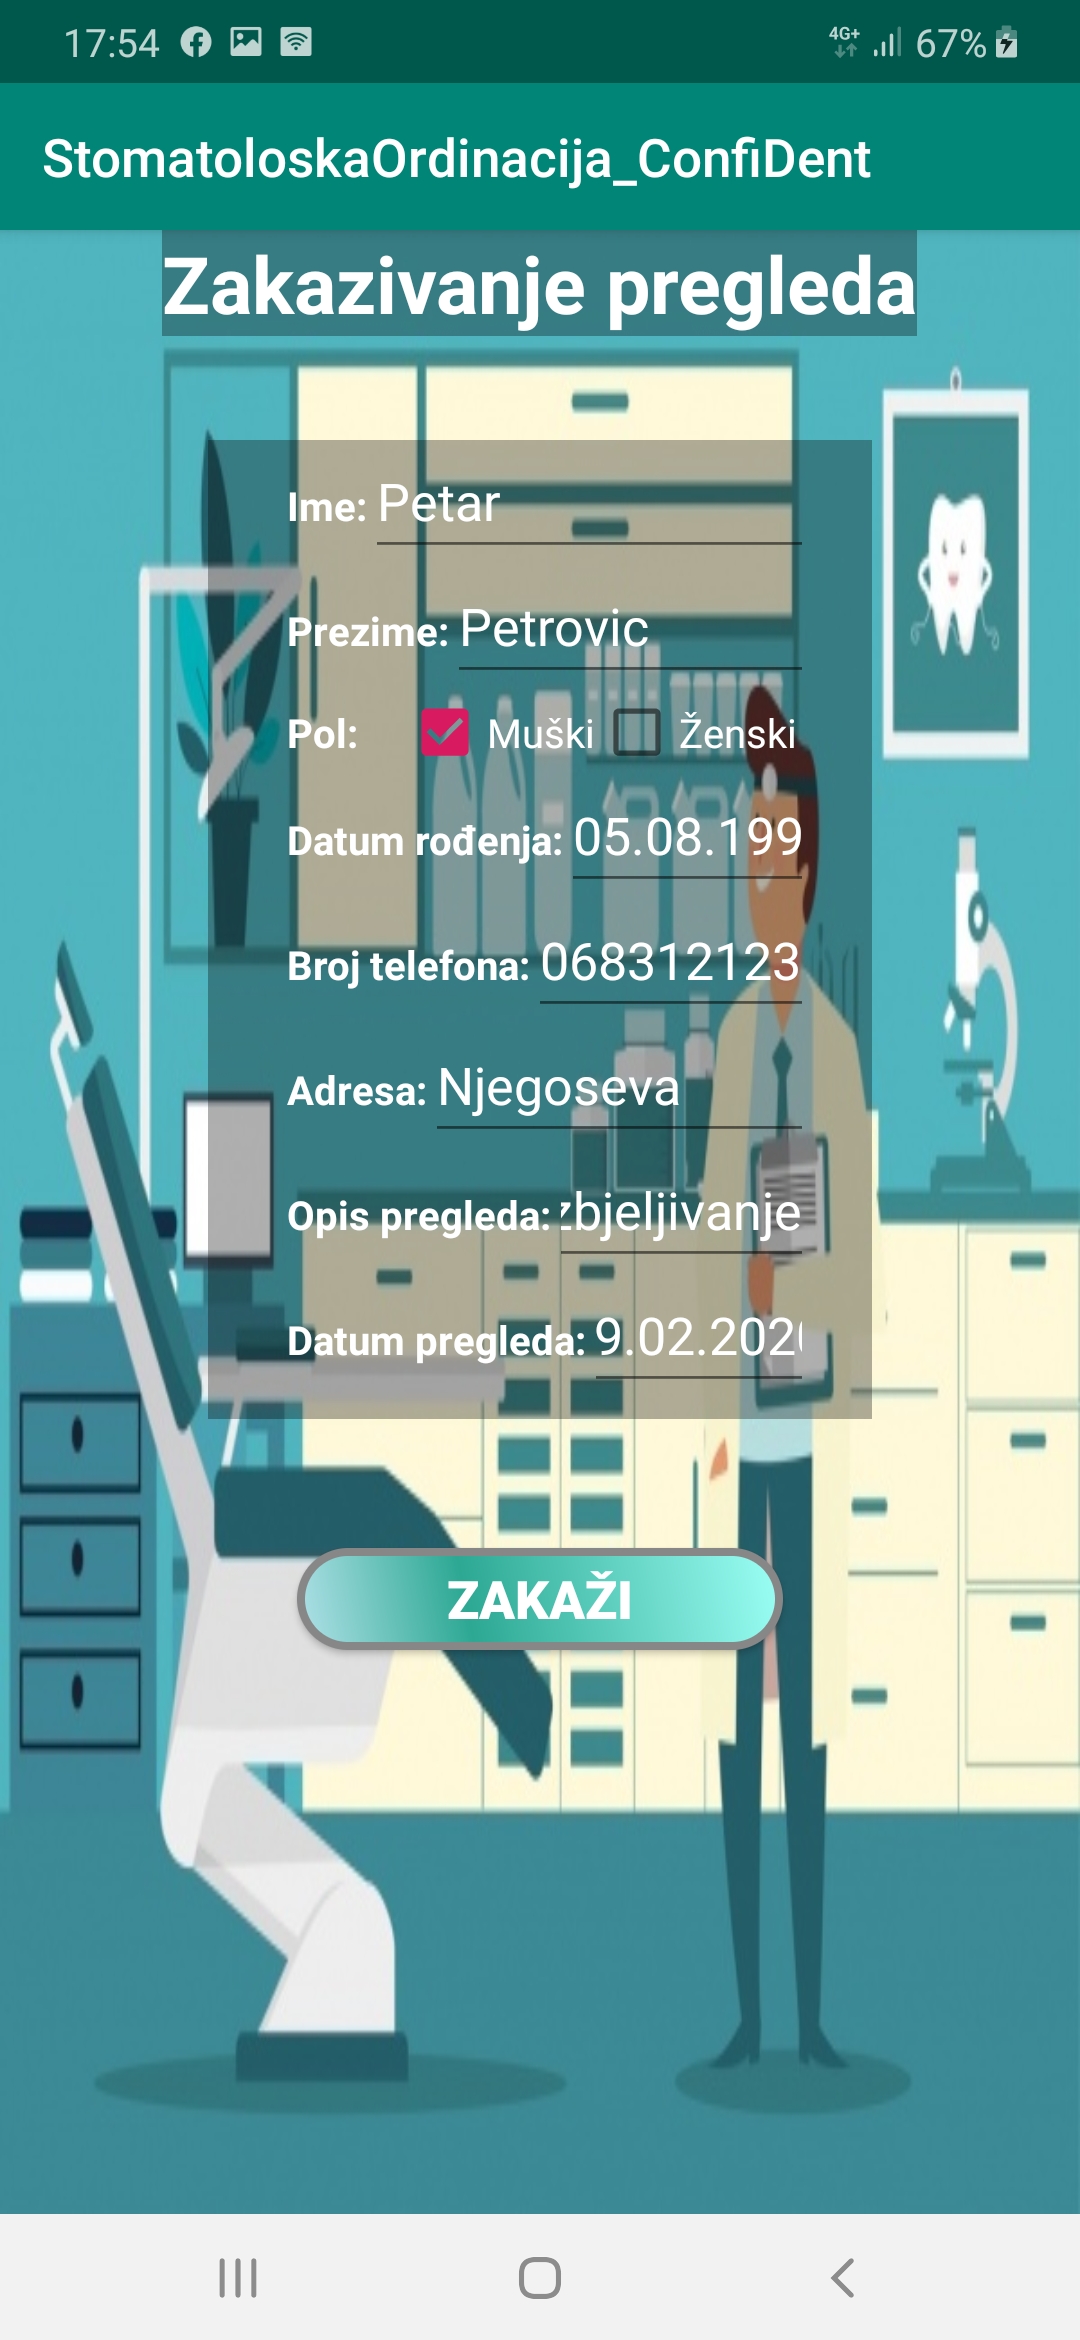 17:54 4G+ 67%
StomatoloskaOrdinacija_ConfiDent
Zakazivanje pregleda
Ime: Petar
Prezime: Petrovic
Pol: Muški Ženski
Datum rođenja: 05.08.199
Broj telefona: 068312123
Adresa: Njegoseva
Opis pregleda: zbjeljivanje
Datum pregleda: 9.02.2020
ZAKAŽI